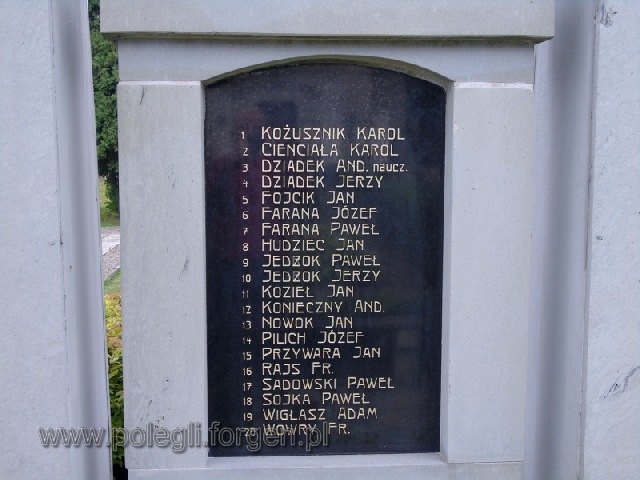 1 KOŻUSZNIK KAROL
2 CIENCIAŁA KAROL
3 DZIADEK AND. NAUCZ.
4 DZIADEK JERZY
5 FOJCIK JAN
6 FARANA JÓZEF
7 FARANA PAWEŁ
8 HUDZIEC JAN
9 JEDZOK PAWEŁ
10 JEDZOK JERZY
11 KOZIEŁ JAN
12 KONIECZNY AND.
13 NOWOK JAN
14 PILICH JÓZEF
15 PRZYWARA JAN
16 RAJS FR.
17 SADOWSKI PAWEŁ
18 SOJKA PAWEŁ
19 WIGŁASZ ADAM
20 WOWRY FR.
www.polegli.forgen.pl